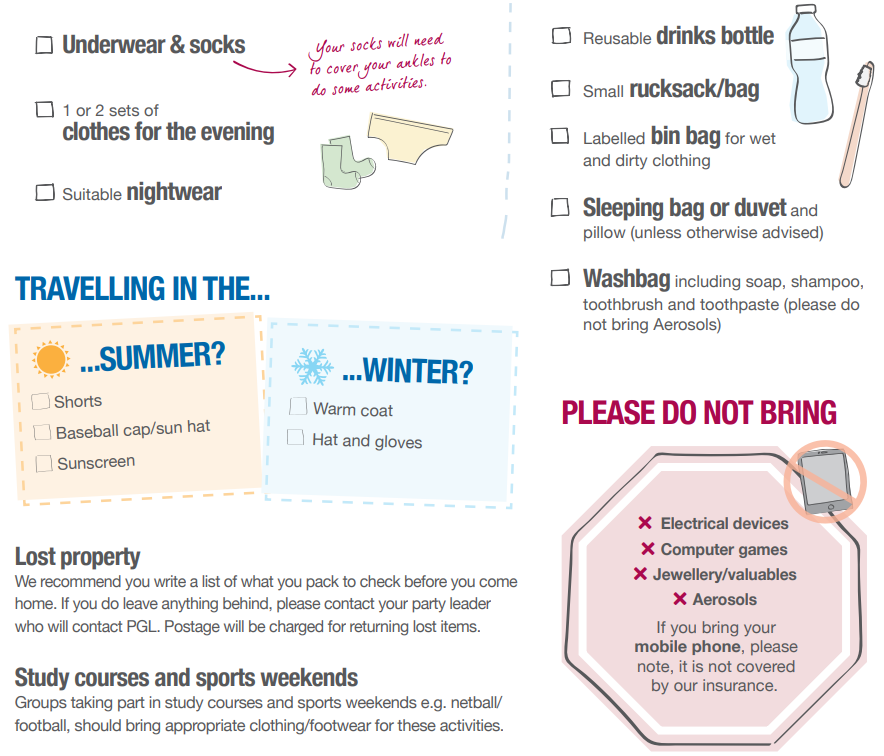 Underwear & socks
Your socks will need
to cover your ankles to
do some activities.
1 or 2 sets of
clothes for the evening
Suitable nightwear
Reusable drinks bottle
Small rucksack/bag
Labelled bin bag for wet
and dirty clothing
Sleeping bag or duvet and
pillow (unless otherwise advised)
Washbag including soap, shampoo,
toothbrush and toothpaste (please do
not bring Aerosols)
TRAVELLING IN THE...
...SUMMER?
Shorts
Baseball cap/sun hat
Sunscreen
...WINTER?
Warm coat
Hat and gloves
Lost property
We recommend you write a list of what you pack to check before you come
home. If you do leave anything behind, please contact your party leader
who will contact PGL. Postage will be charged for returning lost items.
Study courses and sports weekends
Groups taking part in study courses and sports weekends e.g. netball/
football, should bring appropriate clothing/footwear for these activities.
PLEASE DO NOT BRING
Electrical devices
Computer games
Jewellery/valuables
Aerosols
If you bring your
mobile phone, please
note, it is not covered
by our insurance.